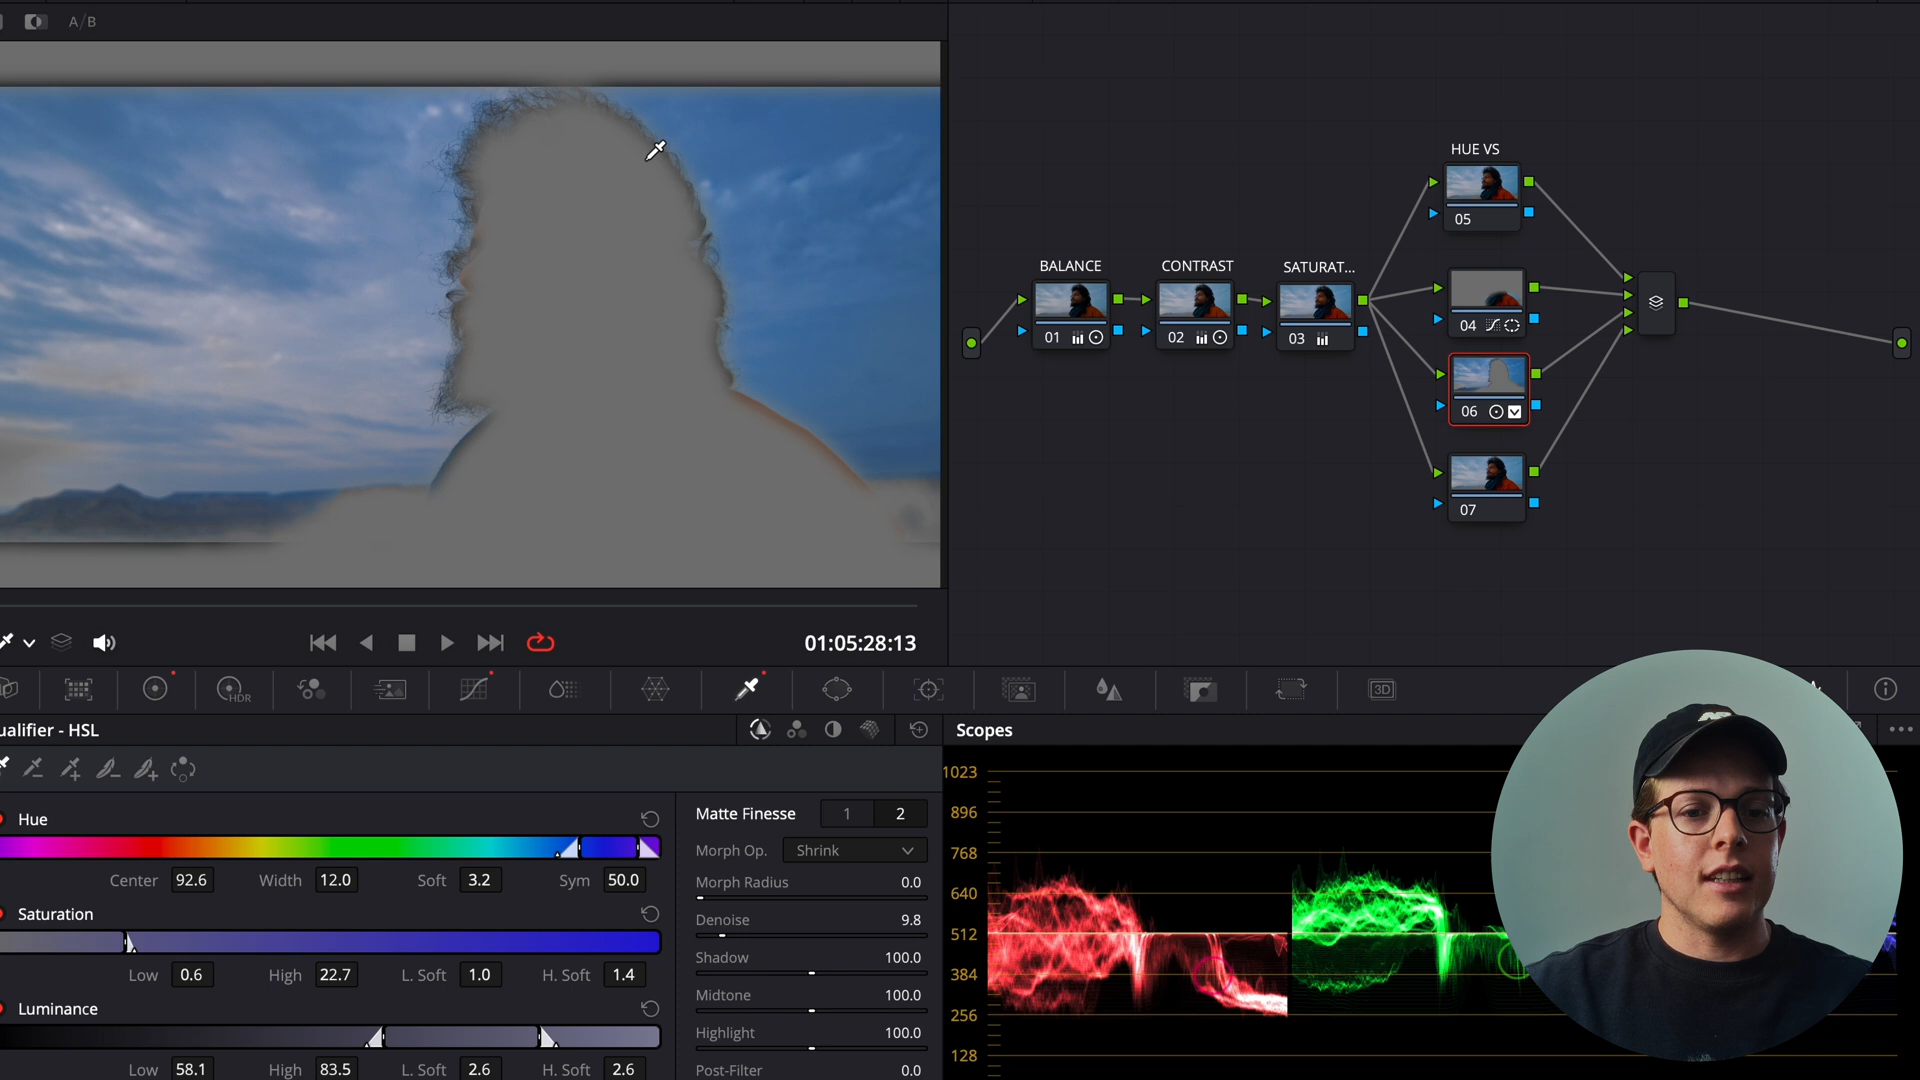 A/B
HUE VS
05
BALANCE
CONTRAST
SATURAT...
01
02
03
04
06
07
01:05:28:13
HDR
3D
ualifier - HSL
Scopes
Hue
Center 92.6 Width 12.0 Soft 3.2 Sym 50.0
Saturation
Low 0.6 High 22.7 L. Soft 1.0 H. Soft 1.4
Luminance
Low 58.1 High 83.5 L. Soft 2.6 H. Soft 2.6
Matte Finesse 1 2
Morph Op. Shrink
Morph Radius 0.0
Denoise 9.8
Shadow 100.0
Midtone 100.0
Highlight 100.0
Post-Filter 0.0
1023
896
768
640
512
384
256
128